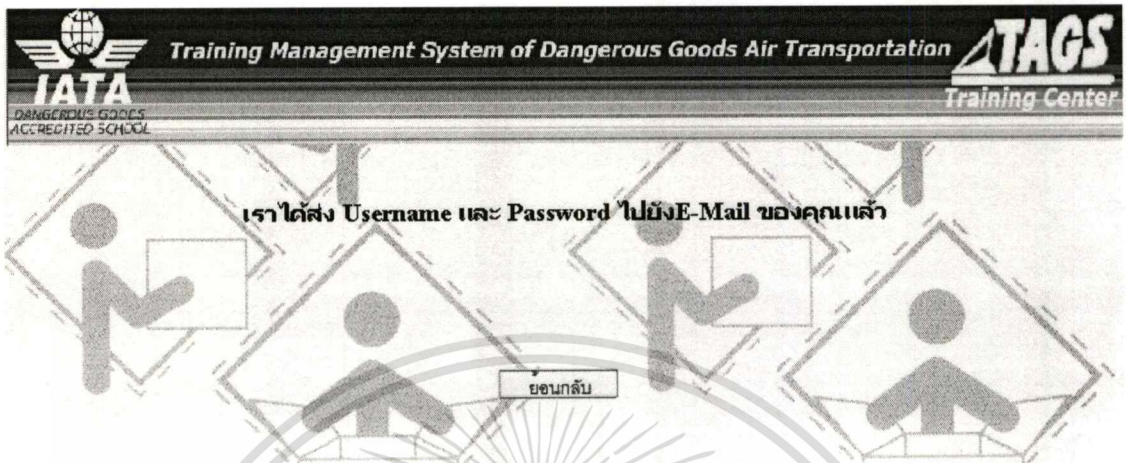 Training Management System of Dangerous Goods Air Transportation
IATA
DANGEROUS GOODS
ACCREDITED SCHOOL
TAGS
Training Center
เราได้ส่ง Username และ Password ไปยังE-Mail ของคุณแล้ว
ย้อนกลับ